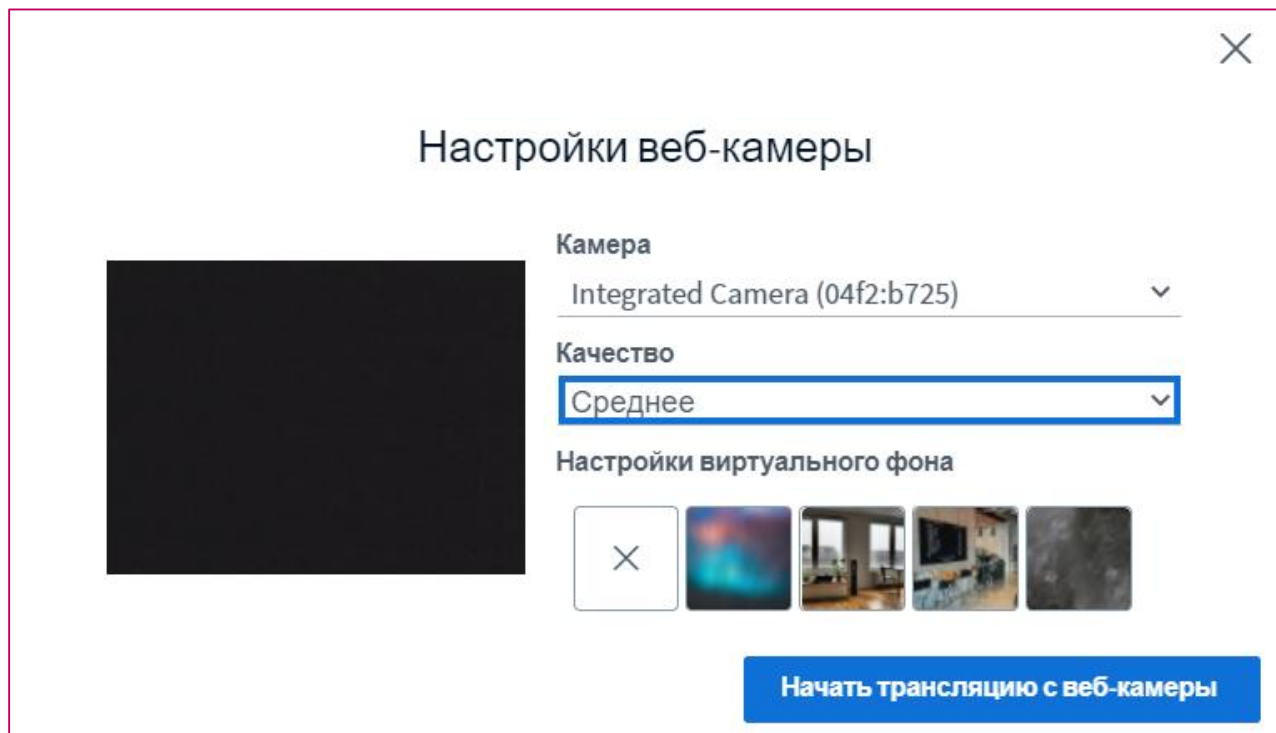 Настройки веб-камеры
Камера
Integrated Camera (04f2:b725)
Качество
Среднее
Настройки виртуального фона
Начать трансляцию с веб-камеры